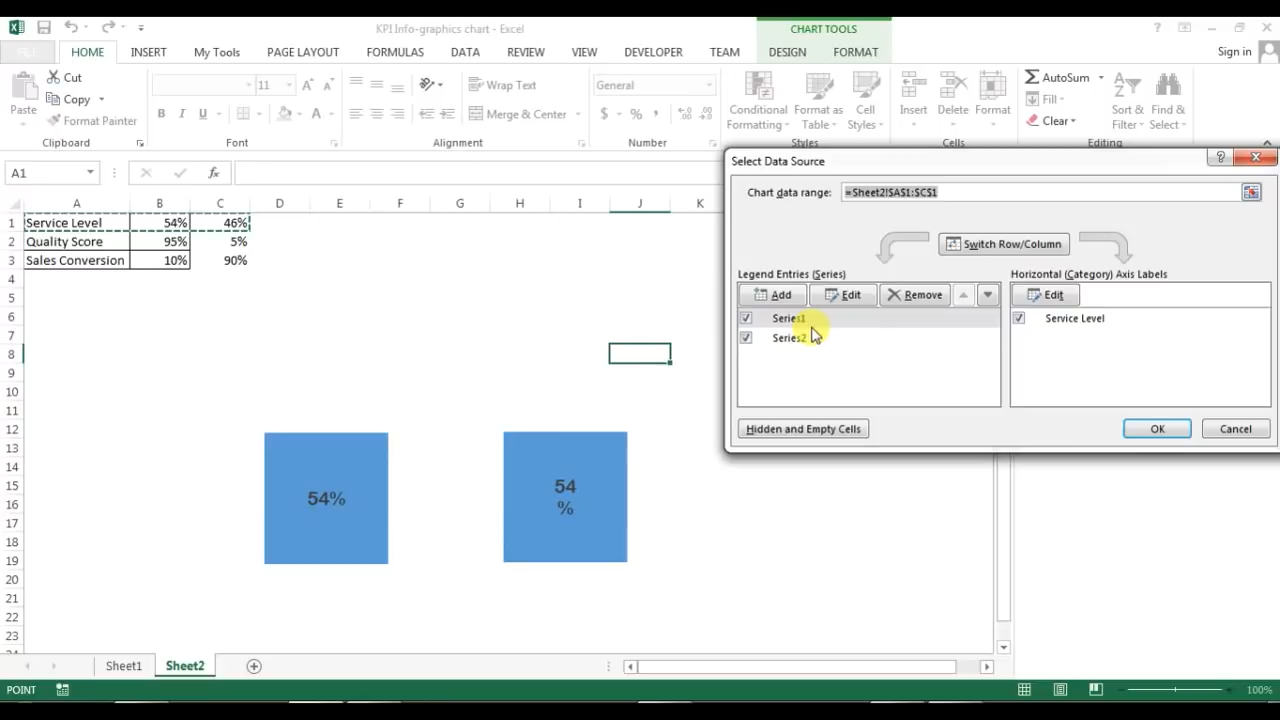 KPI Info-graphics chart - Excel
CHART TOOLS
?
Sign in
FILE
HOME
INSERT
My Tools
PAGE LAYOUT
FORMULAS
DATA
REVIEW
VIEW
DEVELOPER
TEAM
DESIGN
FORMAT
Paste
Cut
Copy
Format Painter
Clipboard
11
B I U
Font
Wrap Text
Merge & Center
Alignment
General
$ % ,
Number
Conditional Formatting
Format as Table
Cell Styles
Styles
Insert
Delete
Format
Cells
AutoSum
Fill
Clear
Sort & Filter
Find & Select
Editing
A1
fx
A B C D E F G H I J K
1 Service Level 54% 46%
2 Quality Score 95% 5%
3 Sales Conversion 10% 90%
4
5
6
7
8
9
10
11
12
13
14
15
16
17
18
19
20
21
22
23
54%
54
%
Select Data Source
?
Chart data range: =Sheet2!$A$1:$C$1
Switch Row/Column
Legend Entries (Series)
Add Edit Remove
Series1
Series2
Horizontal (Category) Axis Labels
Edit
Service Level
Hidden and Empty Cells
OK
Cancel
Sheet1
Sheet2
POINT
100%